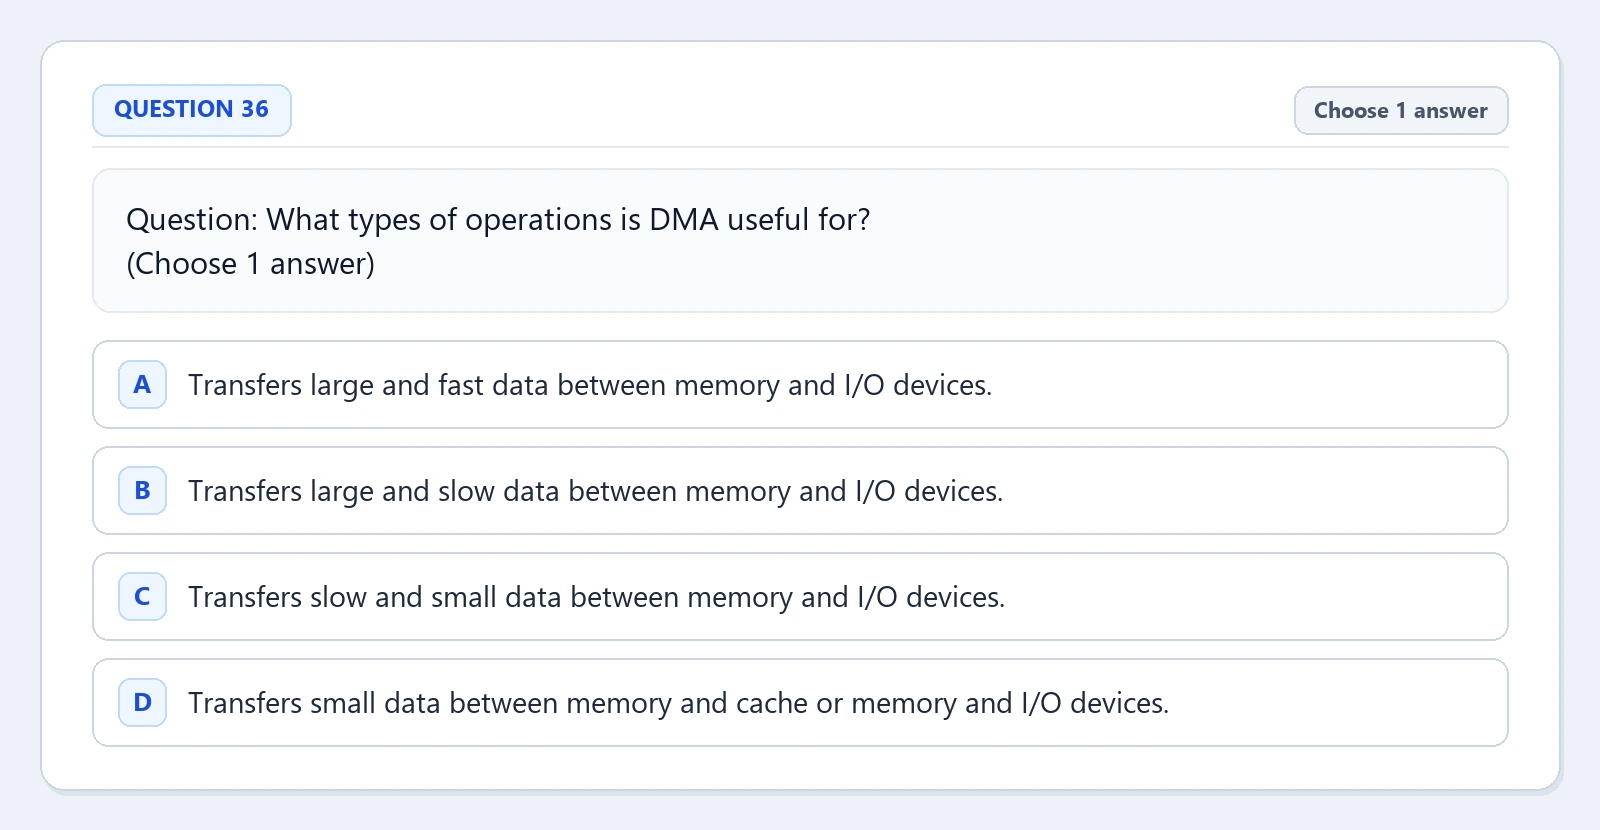 QUESTION 36
Choose 1 answer
Question: What types of operations is DMA useful for?
(Choose 1 answer)
A Transfers large and fast data between memory and I/O devices.
B Transfers large and slow data between memory and I/O devices.
C Transfers slow and small data between memory and I/O devices.
D Transfers small data between memory and cache or memory and I/O devices.